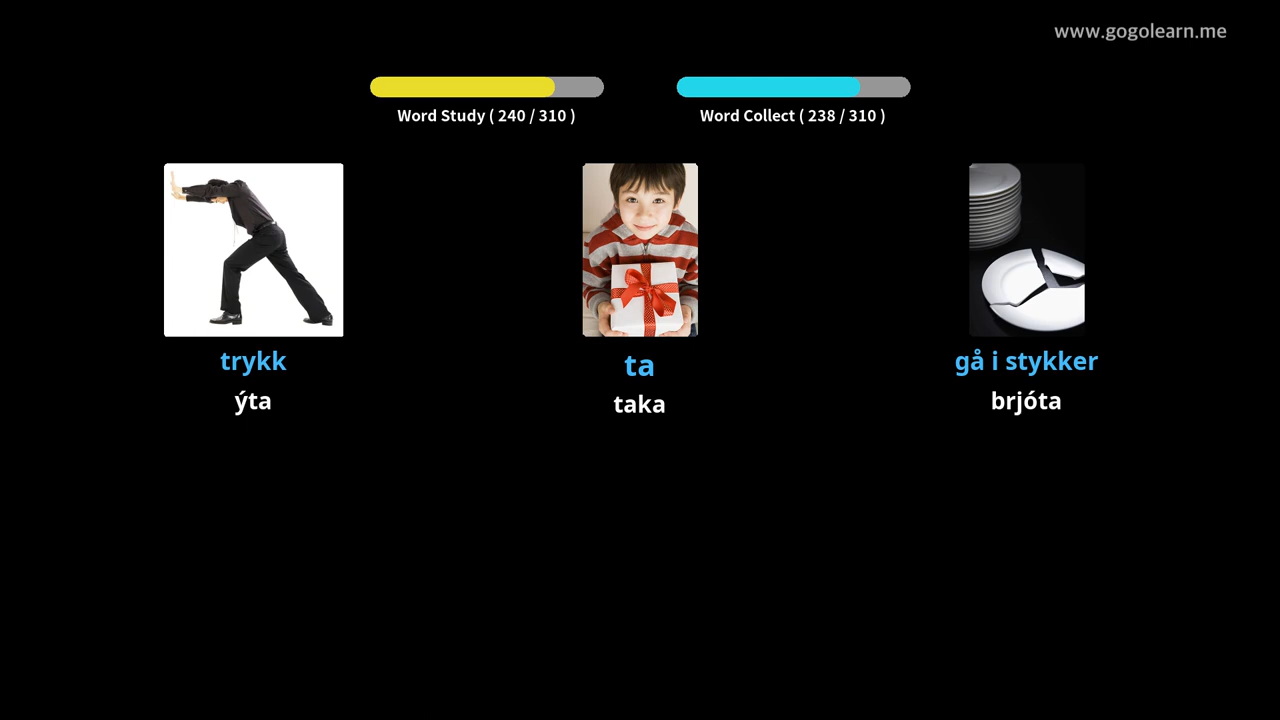 www.gogolearn.me
Word Study ( 240 / 310 )
Word Collect ( 238 / 310 )
trykk
ta
gå i stykker
ýta
taka
brjóta